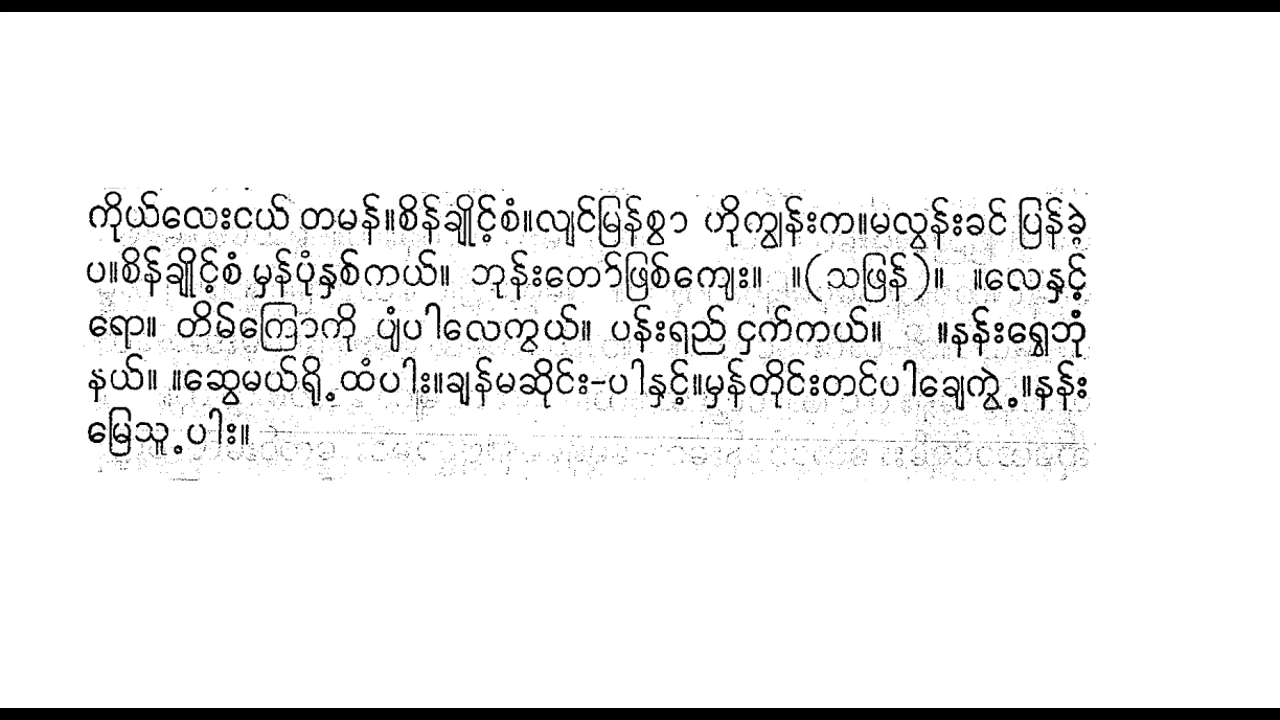 ကိုယ်လေးငယ် တမန်။စိန်ချိုင့်စံ။လျင်မြန်စွာ ဟိုကျွန်းက။မလွန်းခင် ပြန်ခဲ့
ပ။စိန်ချိုင့်စံ မှန်ပုံနှစ်ကယ်။ ဘုန်းတော်ဖြစ်ကျေး။ ။(သဖြန်)။ ။လေနှင့်
ရော။ တိမ်ကြောကို ပျံပါလေကွယ်။ ပန်းရည် ငှက်ကယ်။ ။နန်းရွှေဘုံ
နယ်။ ။ဆွေမယ်ရို့ ထံပါး။ချန်မဆိုင်း-ပါနှင့်။မှန်တိုင်းတင်ပါချေကွဲ့။နန်း
မြေသူ့ပါး။